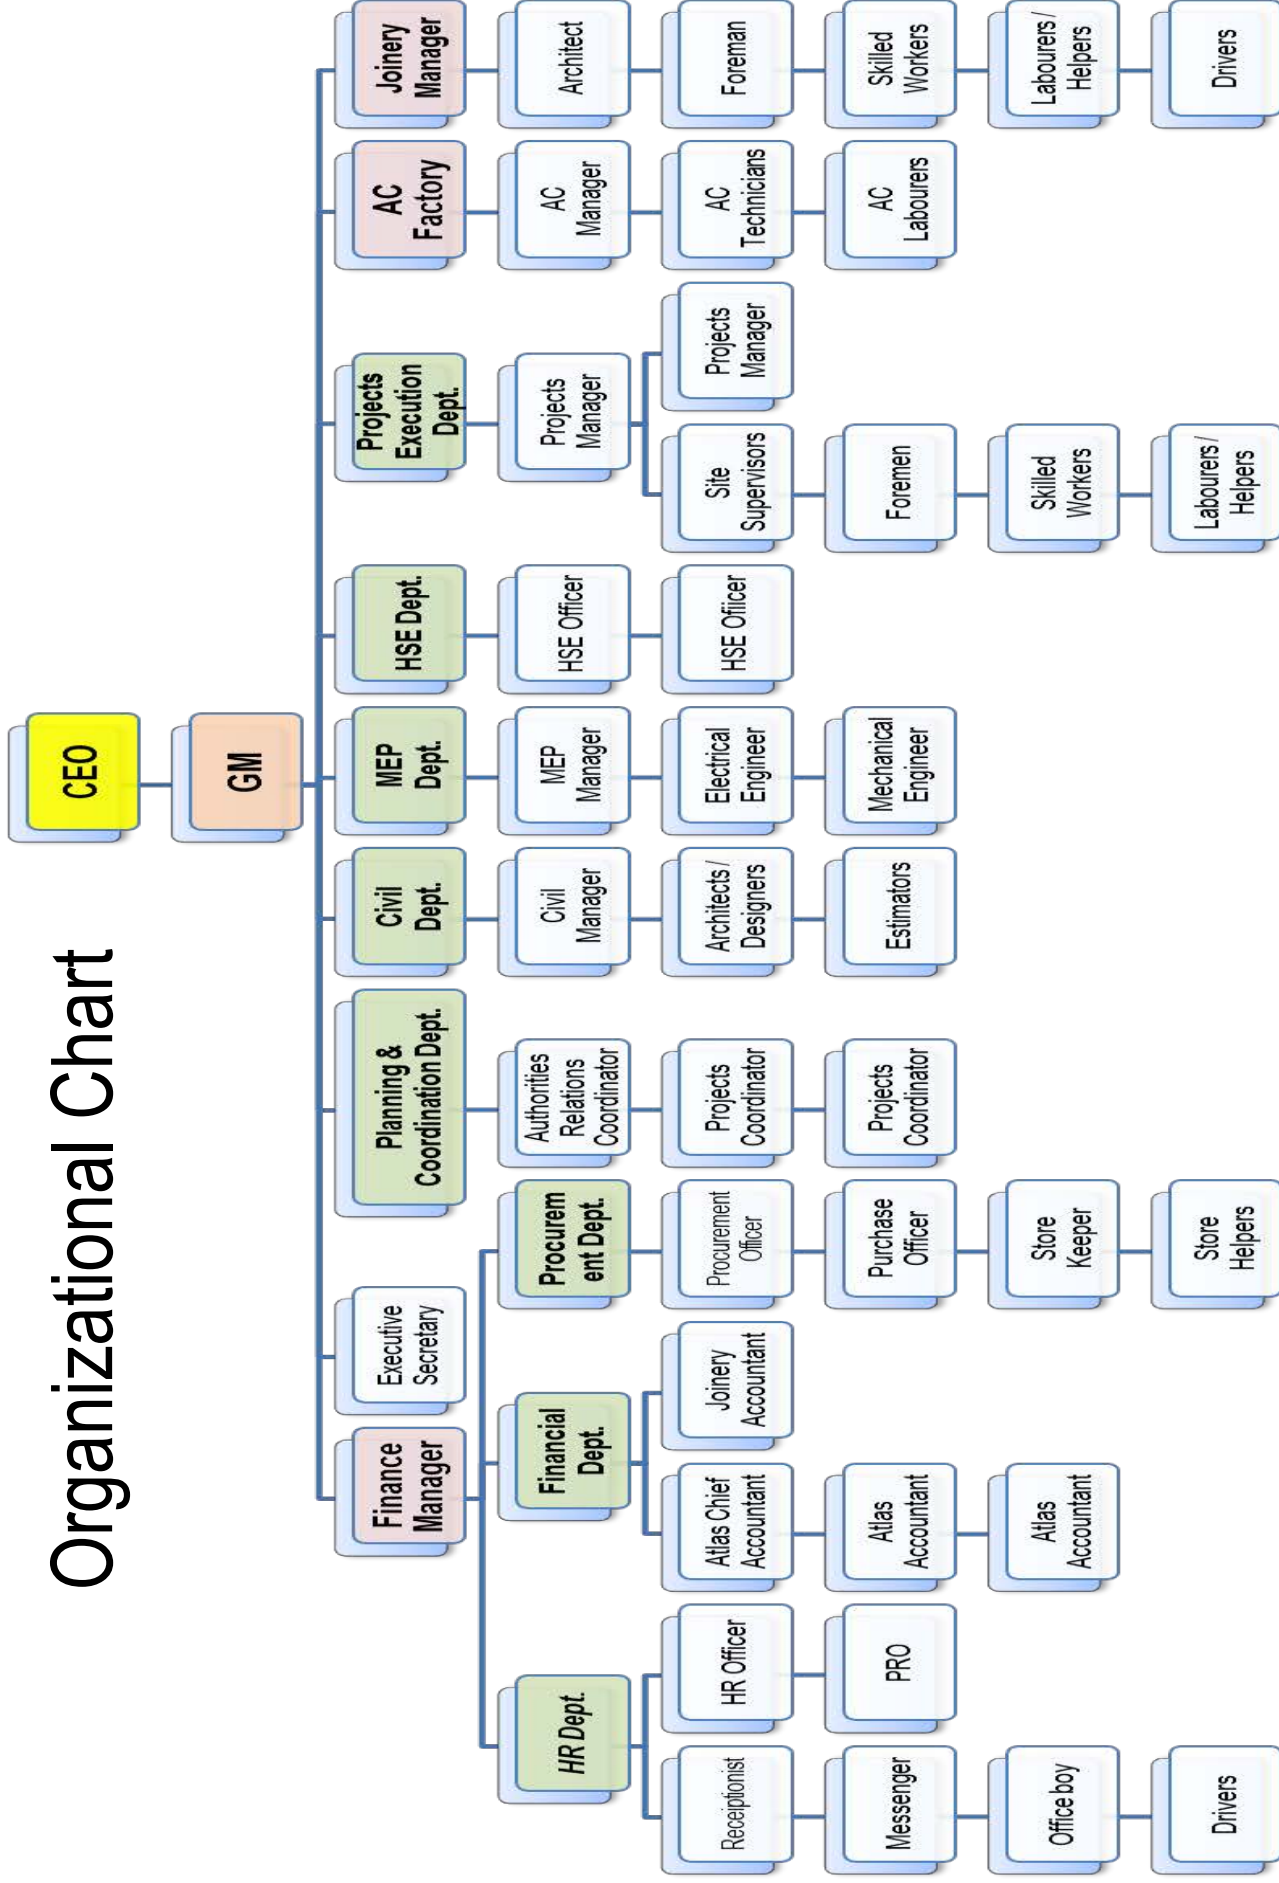 Organizational Chart
CEO
GM
Finance
Manager
Executive
Secretary
Planning &
Coordination Dept.
Civil
Dept.
MEP
Dept.
HSE Dept.
Projects
Execution
Dept.
AC
Factory
Joinery
Manager
HR Dept.
Financial
Dept.
Procurem
ent Dept.
Authorities
Relations
Coordinator
Civil
Manager
MEP
Manager
HSE Officer
Projects
Manager
AC
Manager
Architect
Receiptionist
HR Officer
Atlas Chief
Accountant
Joinery
Accountant
Procurement
Officer
Projects
Coordinator
Architects /
Designers
Electrical
Engineer
HSE Officer
Site
Supervisors
Projects
Manager
AC
Technicians
Foreman
Messenger
PRO
Atlas
Accountant
Purchase
Officer
Projects
Coordinator
Estimators
Mechanical
Engineer
Foremen
AC
Labourers
Skilled
Workers
Office boy
Atlas
Accountant
Store
Keeper
Skilled
Workers
Labourers /
Helpers
Drivers
Store
Helpers
Labourers /
Helpers
Drivers